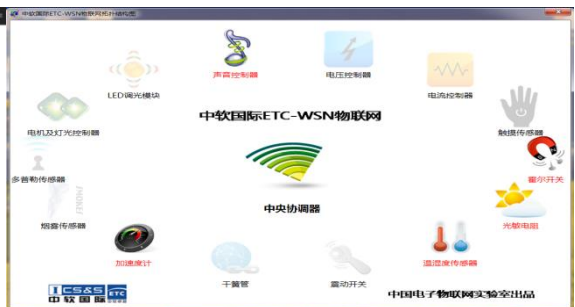 中软国际ETC-WSN物联网拓扑结构图
声音控制器
电压控制器
LED调光模块
电流控制器
中软国际ETC-WSN物联网
电机及灯光控制器
触摸传感器
多普勒传感器
霍尔开关
SMOKE
中央协调器
烟雾传感器
光敏电阻
加速度计
干簧管
震动开关
温湿度传感器
ICS&S ETC
中软国际
中国电子物联网实验室出品